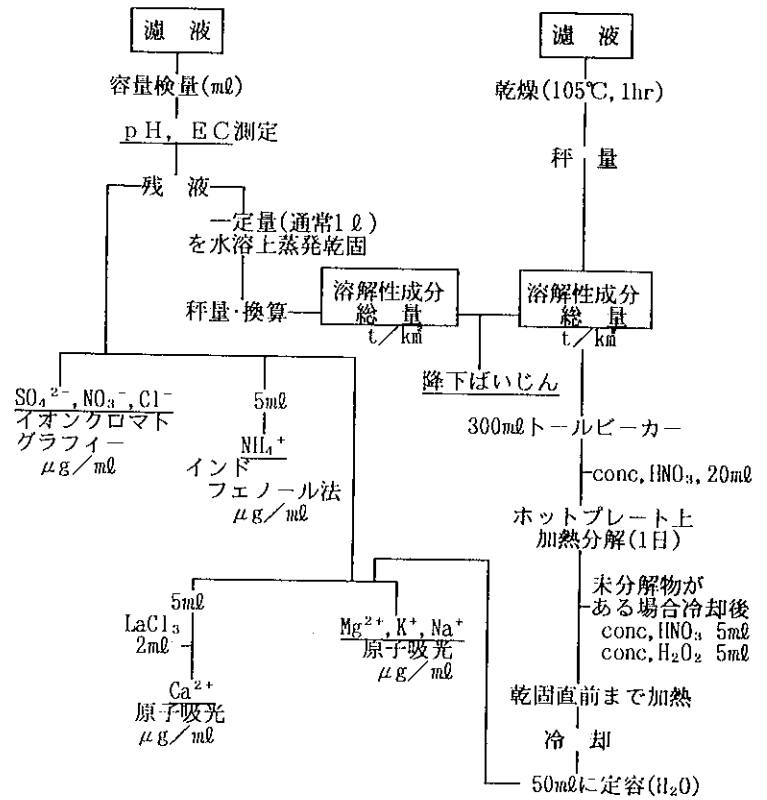 濾 液
容量検量(mℓ)
pH, EC測定
残 液
一定量(通常1ℓ)
を水溶上蒸発乾固
秤量・換算
溶解性成分
総 量
t/km²
SO₄²⁻,NO₃⁻,Cl⁻
イオンクロマト
グラフィー
μg/mℓ
5mℓ
NH₄⁺
インド
フェノール法
μg/mℓ
5mℓ
LaCl₃
2mℓ
Ca²⁺
原子吸光
μg/mℓ
Mg²⁺,K⁺,Na⁺
原子吸光
μg/mℓ
降下ばいじん
濾 液
乾燥(105℃,1hr)
秤 量
溶解性成分
総 量
t/km²
300mℓトールビーカー
conc,HNO₃,20mℓ
ホットプレート上
加熱分解(1日)
未分解物が
ある場合冷却後
conc,HNO₃ 5mℓ
conc,H₂O₂ 5mℓ
乾固直前まで加熱
冷 却
50mℓに定容(H₂O)